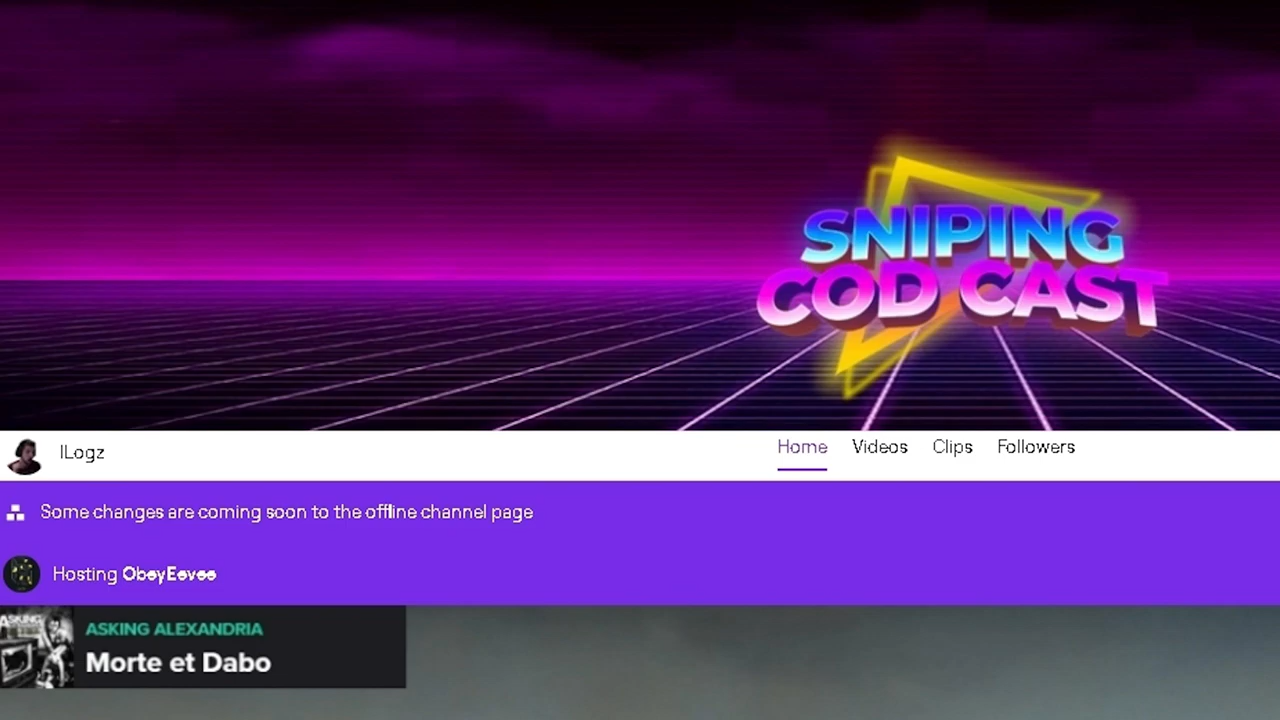 SNIPING
COD CAST
ILogz
Home Videos Clips Followers
Some changes are coming soon to the offline channel page
Hosting ObeyEevee
ASKING
ASKING ALEXANDRIA
Morte et Dabo